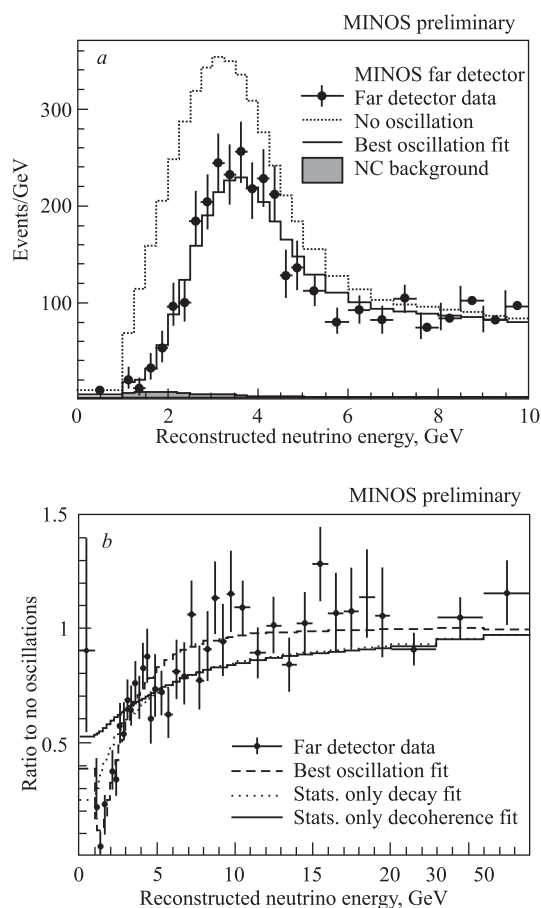 MINOS preliminary
a
MINOS far detector
Far detector data
No oscillation
Best oscillation fit
NC background
300
200
100
Events/GeV
0 2 4 6 8 10
Reconstructed neutrino energy, GeV
MINOS preliminary
1.5
b
1
0.5
Ratio to no oscillations
Far detector data
Best oscillation fit
Stats. only decay fit
Stats. only decoherence fit
0 5 10 15 20 30 50
Reconstructed neutrino energy, GeV